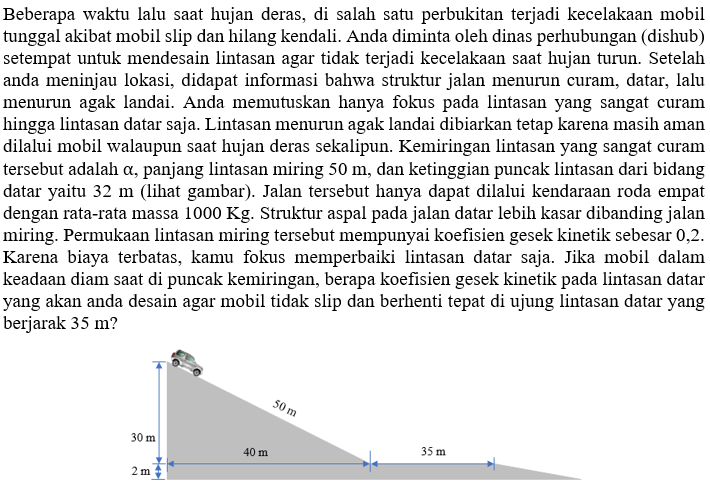 Beberapa waktu lalu saat hujan deras, di salah satu perbukitan terjadi kecelakaan mobil
tunggal akibat mobil slip dan hilang kendali. Anda diminta oleh dinas perhubungan (dishub)
setempat untuk mendesain lintasan agar tidak terjadi kecelakaan saat hujan turun. Setelah
anda meninjau lokasi, didapat informasi bahwa struktur jalan menurun curam, datar, lalu
menurun agak landai. Anda memutuskan hanya fokus pada lintasan yang sangat curam
hingga lintasan datar saja. Lintasan menurun agak landai dibiarkan tetap karena masih aman
dilalui mobil walaupun saat hujan deras sekalipun. Kemiringan lintasan yang sangat curam
tersebut adalah α, panjang lintasan miring 50 m, dan ketinggian puncak lintasan dari bidang
datar yaitu 32 m (lihat gambar). Jalan tersebut hanya dapat dilalui kendaraan roda empat
dengan rata-rata massa 1000 Kg. Struktur aspal pada jalan datar lebih kasar dibanding jalan
miring. Permukaan lintasan miring tersebut mempunyai koefisien gesek kinetik sebesar 0,2.
Karena biaya terbatas, kamu fokus memperbaiki lintasan datar saja. Jika mobil dalam
keadaan diam saat di puncak kemiringan, berapa koefisien gesek kinetik pada lintasan datar
yang akan anda desain agar mobil tidak slip dan berhenti tepat di ujung lintasan datar yang
berjarak 35 m?
50 m
30 m
40 m
35 m
2 m